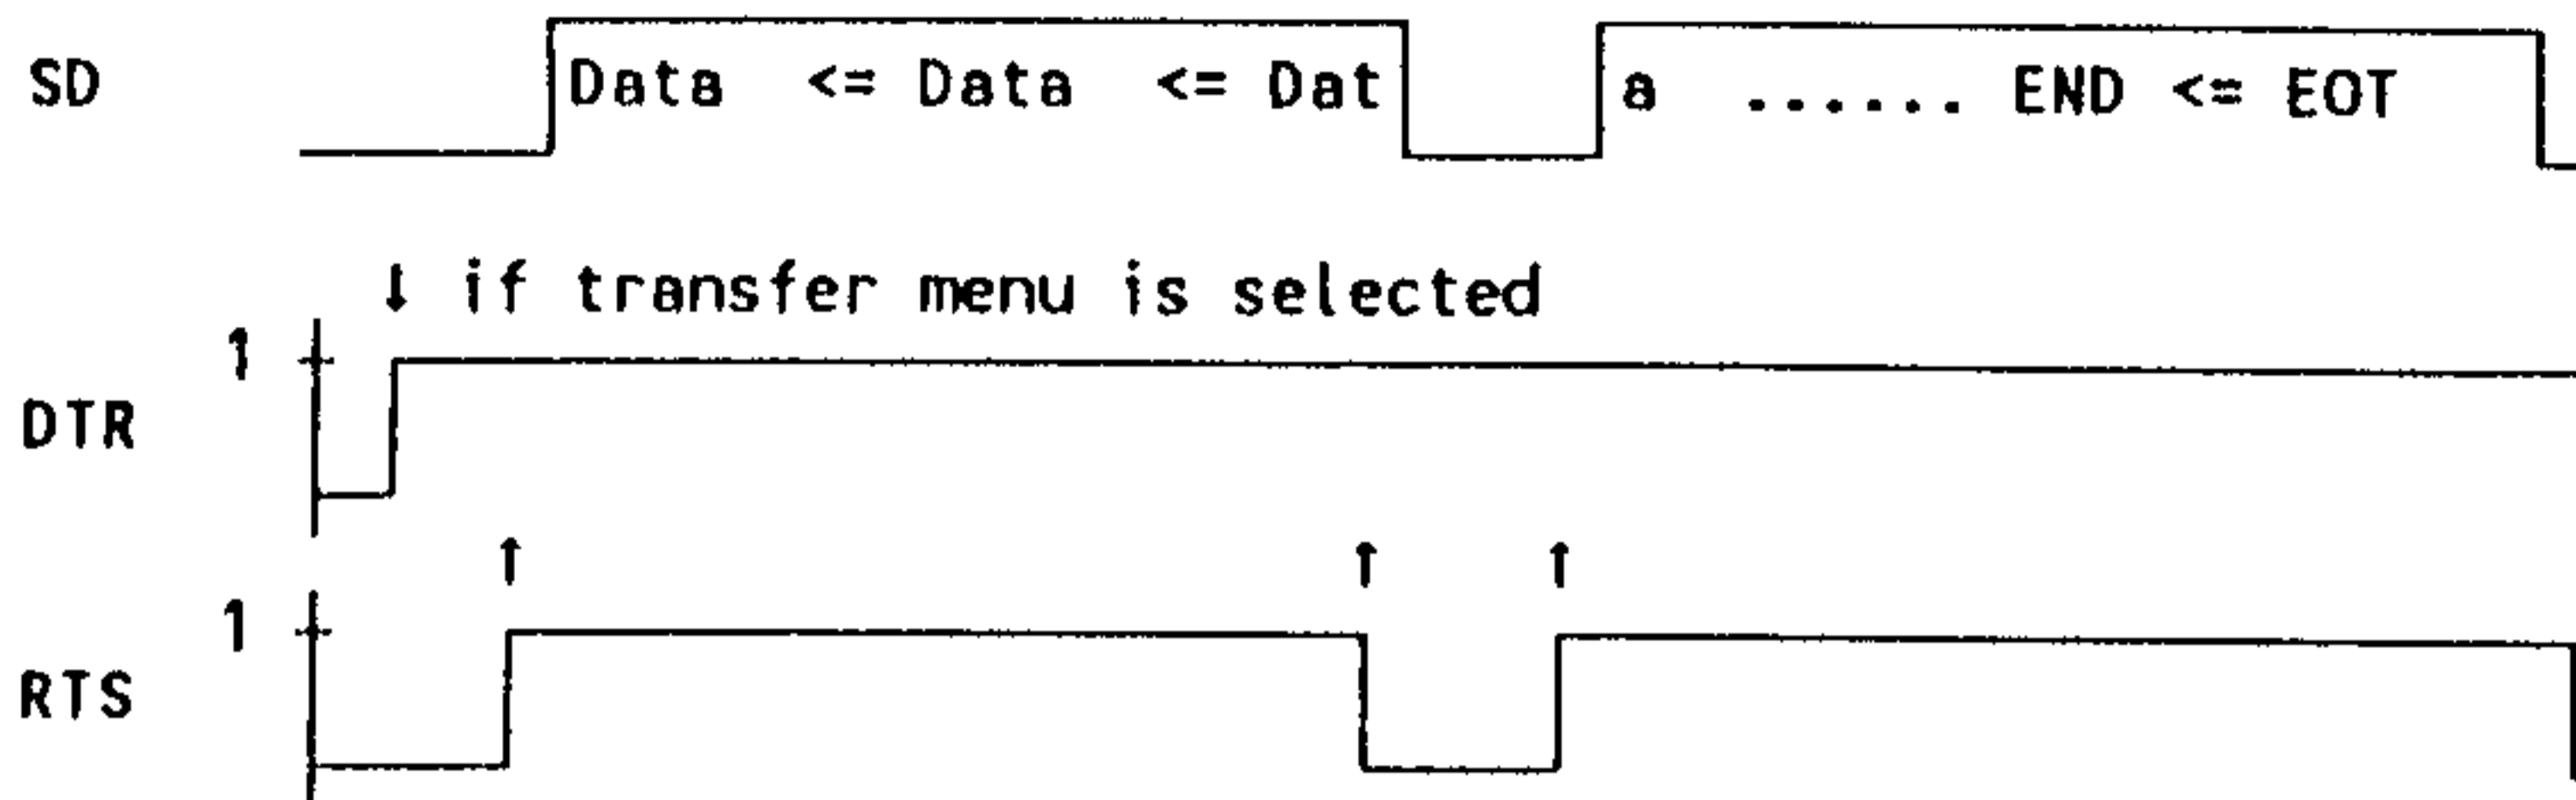 SD Data <= Data <= Dat a ...... END <= EOT
↓ if transfer menu is selected
1
DTR
↑ ↑ ↑
1
RTS